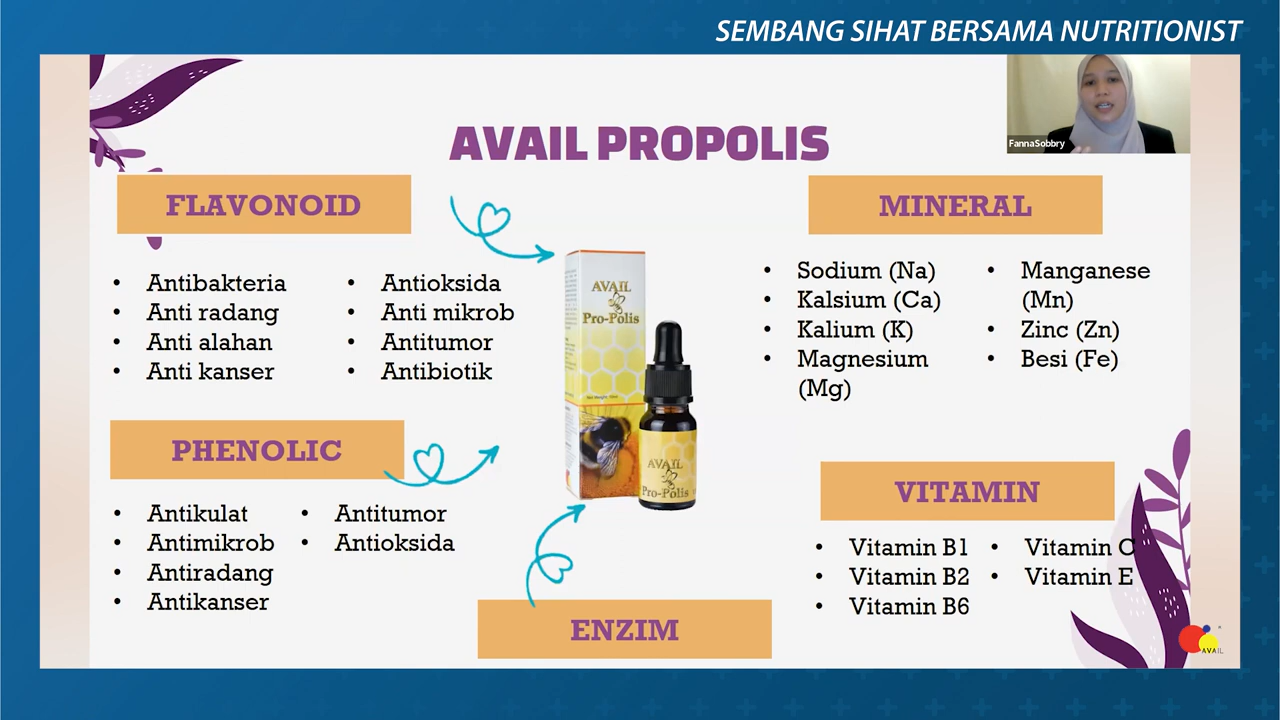 SEMBANG SIHAT BERSAMA NUTRITIONIST
FannaSobbry
AVAIL PROPOLIS
FLAVONOID
• Antibakteria
• Anti radang
• Anti alahan
• Anti kanser
• Antioksida
• Anti mikrob
• Antitumor
• Antibiotik
PHENOLIC
• Antikulat
• Antimikrob
• Antiradang
• Antikanser
• Antitumor
• Antioksida
ENZIM
AVAIL
Pro-Polis
AVAIL
Pro-Polis
MINERAL
• Sodium (Na)
• Kalsium (Ca)
• Kalium (K)
• Magnesium
(Mg)
• Manganese
(Mn)
• Zinc (Zn)
• Besi (Fe)
VITAMIN
• Vitamin B1
• Vitamin B2
• Vitamin B6
• Vitamin C
• Vitamin E
AVAIL